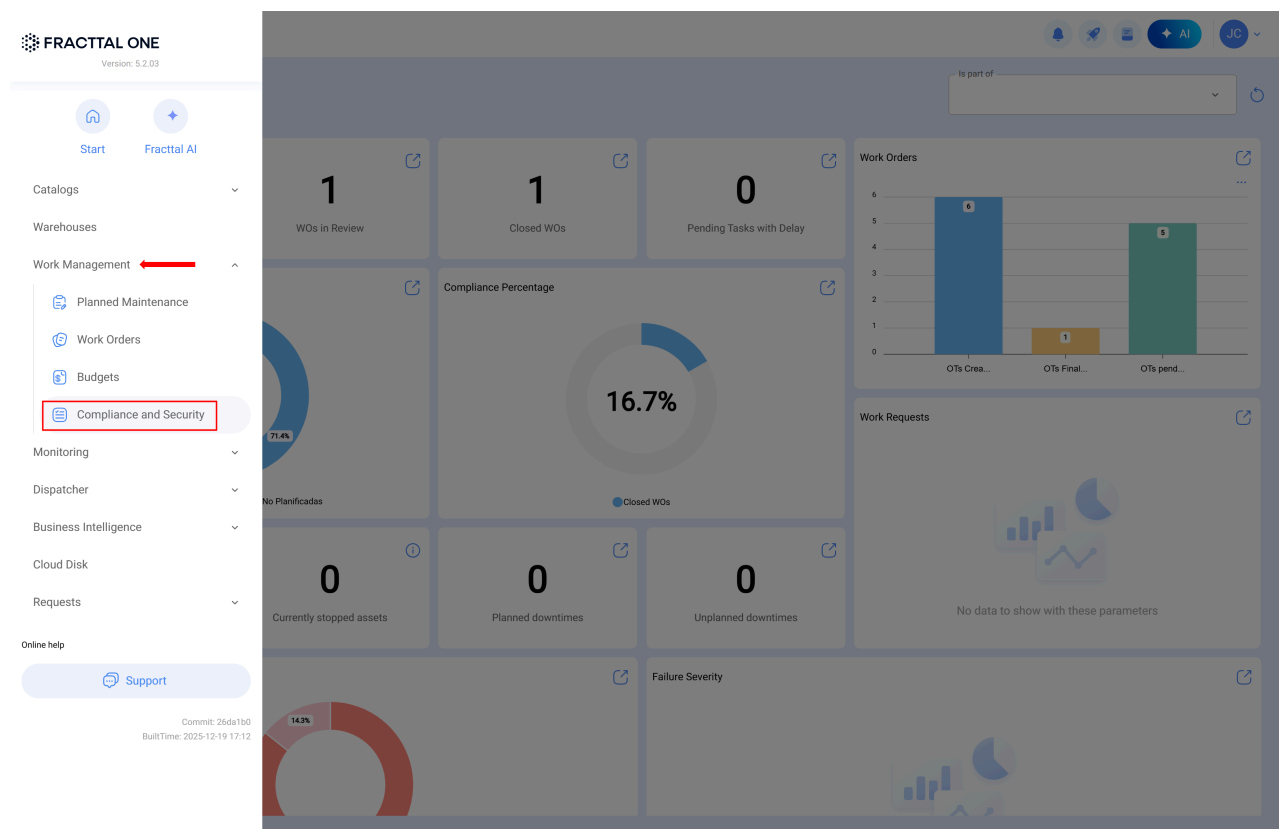 FRACTTAL ONE
Version: 5.2.03
Start
Fracttal AI
Catalogs
Warehouses
Work Management
Planned Maintenance
Work Orders
Budgets
Compliance and Security
Monitoring
Dispatcher
Business Intelligence
Cloud Disk
Requests
Online help
Support
Commit: 26da1b0
BuiltTime: 2025-12-19 17:12
AI
JC
Is part of
1
WOs in Review
1
Closed WOs
0
Pending Tasks with Delay
Work Orders
...
6
5
4
3
2
1
0
6
1
5
OTs Crea...
OTs Final...
OTs pend...
71.4%
No Planificadas
Compliance Percentage
16.7%
Closed WOs
Work Requests
No data to show with these parameters
0
Currently stopped assets
0
Planned downtimes
0
Unplanned downtimes
14.3%
Failure Severity